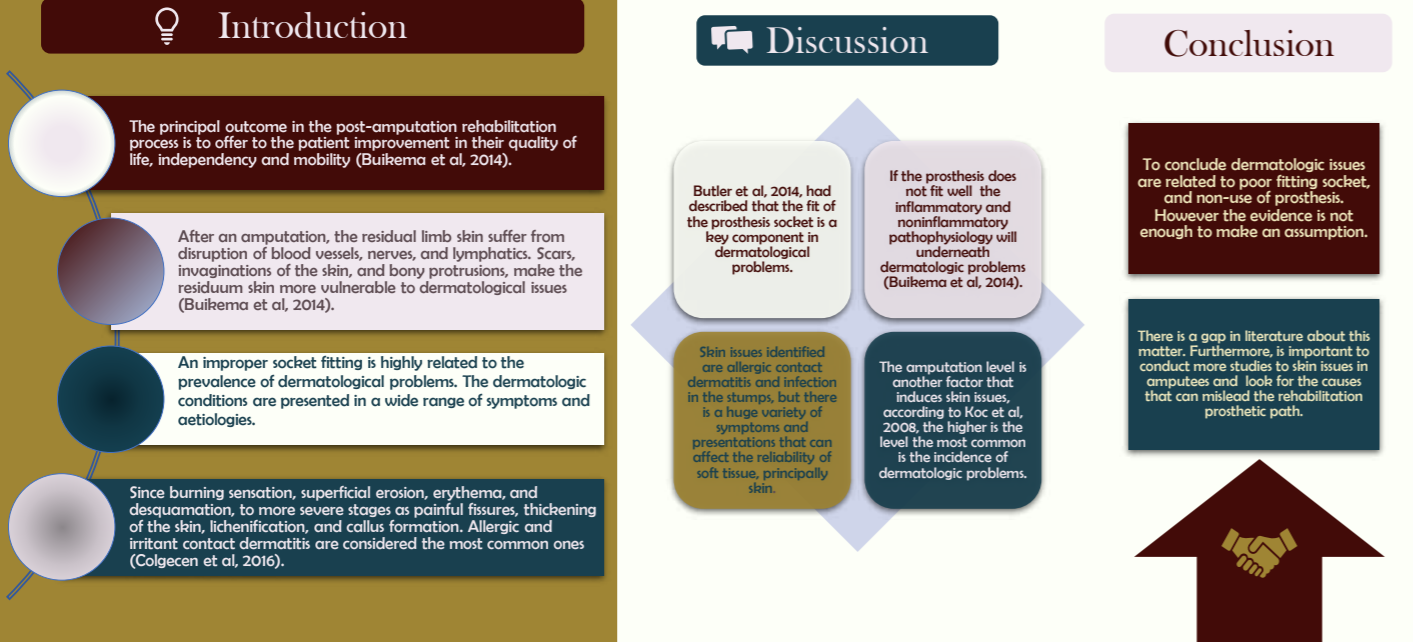 Introduction
The principal outcome in the post-amputation rehabilitation
process is to offer to the patient improvement in their quality of
life, independency and mobility (Buikema et al, 2014).
After an amputation, the residual limb skin suffer from
disruption of blood vessels, nerves, and lymphatics. Scars,
invaginations of the skin, and bony protrusions, make the
residuum skin more vulnerable to dermatological issues
(Buikema et al, 2014).
An improper socket fitting is highly related to the
prevalence of dermatological problems. The dermatologic
conditions are presented in a wide range of symptoms and
aetiologies.
Since burning sensation, superficial erosion, erythema, and
desquamation, to more severe stages as painful fissures, thickening
of the skin, lichenification, and callus formation. Allergic and
irritant contact dermatitis are considered the most common ones
(Colgecen et al, 2016).
Discussion
Butler et al, 2014, had
described that the fit of
the prosthesis socket is a
key component in
dermatological
problems.
If the prosthesis does
not fit well the
inflammatory and
noninflammatory
pathophysiology will
underneath
dermatologic problems
(Buikema et al, 2014).
Skin issues identified
are allergic contact
dermatitis and infection
in the stumps, but there
is a huge variety of
symptoms and
presentations that can
affect the reliability of
soft tissue, principally
skin.
The amputation level is
another factor that
induces skin issues,
according to Koc et al,
2008, the higher is the
level the most common
is the incidence of
dermatologic problems.
Conclusion
To conclude dermatologic issues
are related to poor fitting socket,
and non-use of prosthesis.
However the evidence is not
enough to make an assumption.
There is a gap in literature about this
matter. Furthermore, is important to
conduct more studies to skin issues in
amputees and look for the causes
that can mislead the rehabilitation
prosthetic path.